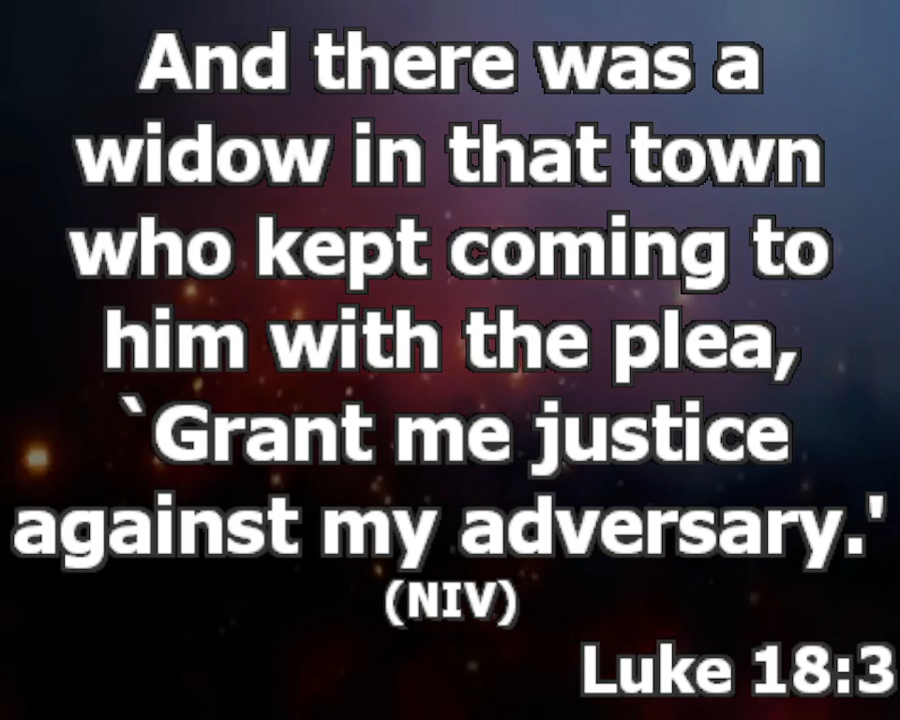 And there was a
widow in that town
who kept coming to
him with the plea,
`Grant me justice
against my adversary.'
(NIV)
Luke 18:3